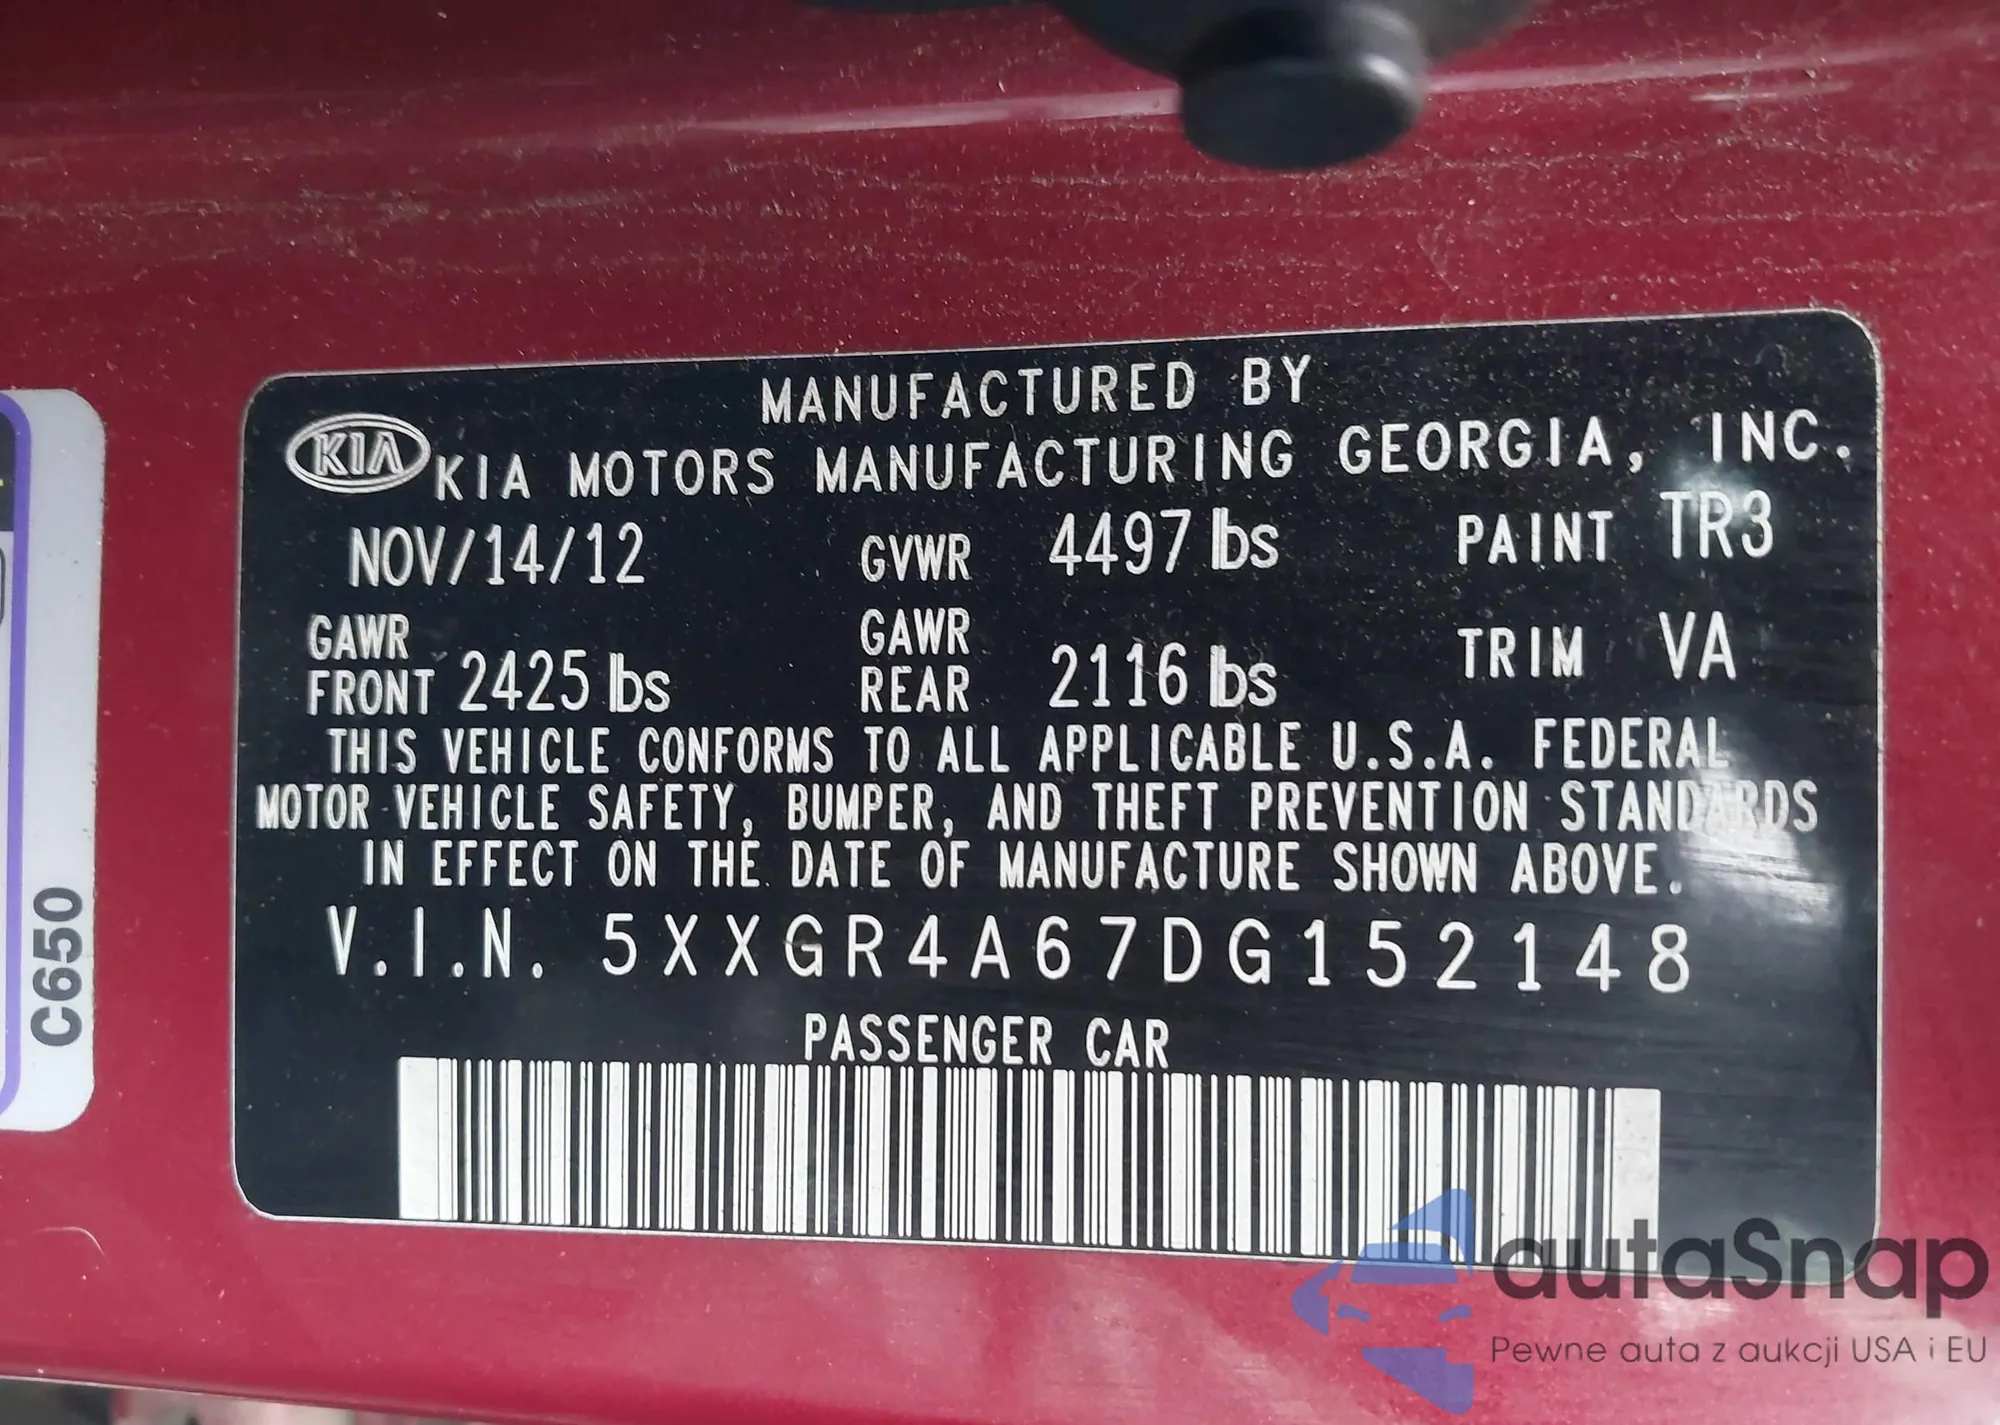 MANUFACTURED BY
KIA KIA MOTORS MANUFACTURING GEORGIA, INC.
NOV/14/12 GVWR 4497 lbs PAINT TR3
GAWR FRONT 2425 lbs GAWR REAR 2116 lbs TRIM VA
THIS VEHICLE CONFORMS TO ALL APPLICABLE U.S.A. FEDERAL
MOTOR VEHICLE SAFETY, BUMPER, AND THEFT PREVENTION STANDARDS
IN EFFECT ON THE DATE OF MANUFACTURE SHOWN ABOVE.
V.I.N. 5XXGR4A67DG152148
PASSENGER CAR
C650
autaSnap
Pewne auta z aukcji USA i EU